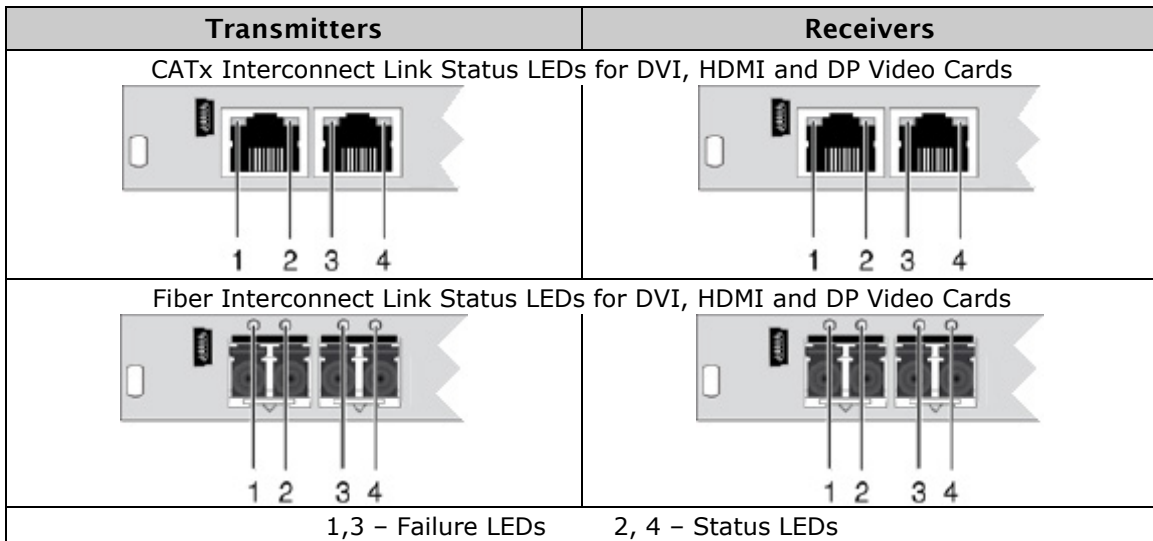 Transmitters Receivers
CATx Interconnect Link Status LEDs for DVI, HDMI and DP Video Cards
1 2 3 4 1 2 3 4
Fiber Interconnect Link Status LEDs for DVI, HDMI and DP Video Cards
1 2 3 4 1 2 3 4
1,3 – Failure LEDs 2, 4 – Status LEDs